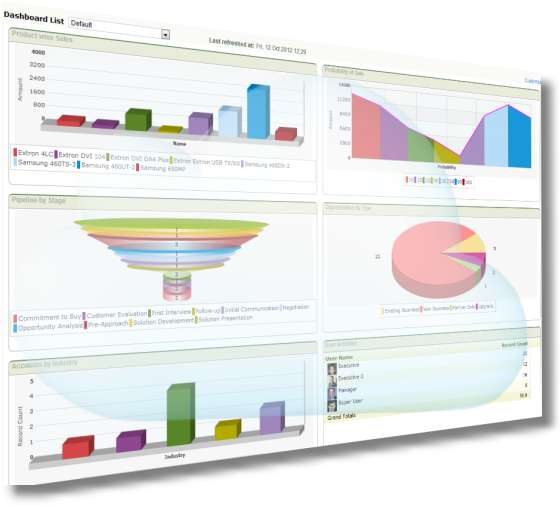 Dashboard List Default
Last refreshed at: Fri, 12 Oct 2012 12:29
Product wise Sales
4000
3200
2400
1600
800
0
Amount
Name
Extron 4LC Extron DVI 104 Extron DVI DA4 Plus Extron Extron USB TX/RX Samsung 400DX-2
Samsung 460TS-3 Samsung 460UT-2 Samsung 650MP
Probability of Sale
14000
11200
Amount
2800
0
Probability
Pipeline by Stage
Commitment to Buy Customer Evaluation First Interview Follow-up Initial Communication Negotiation
Opportunity Analysis Pre-Approach Solution Development Solution Presentation
Opportunities by Type
Existing Business New Business Partner Sale Upgrade
Accounts by Industry
5
4
3
2
1
0
Record Count
Industry
User Name Record Count
Executive
Executive 2
Manager
Super User
Grand Totals